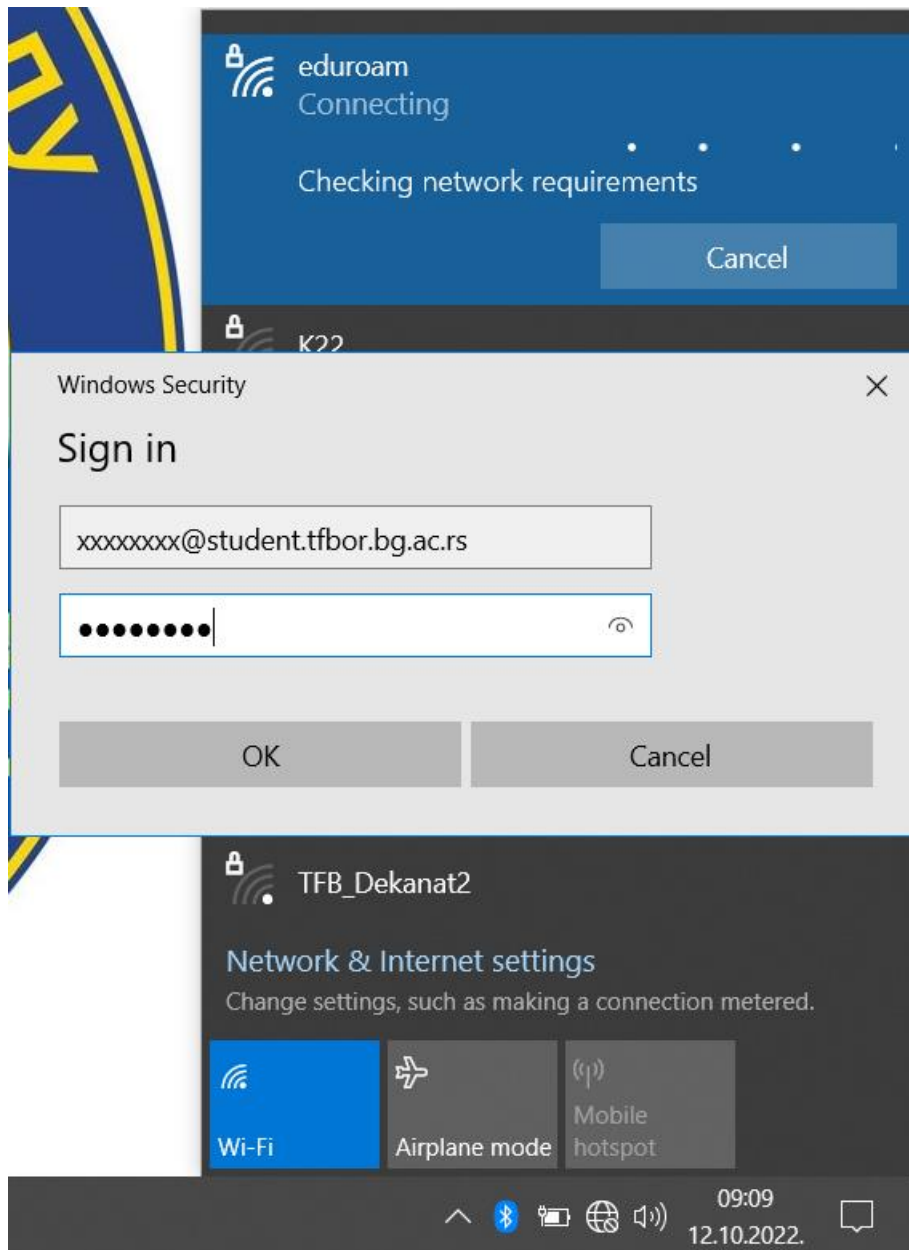 eduroam
Connecting
Checking network requirements
Cancel
K22
Windows Security
Sign in
xxxxxxxx@student.tfbor.bg.ac.rs
●●●●●●●●
OK
Cancel
TFB_Dekanat2
Network & Internet settings
Change settings, such as making a connection metered.
Wi-Fi
Airplane mode
Mobile
hotspot
09:09
12.10.2022.